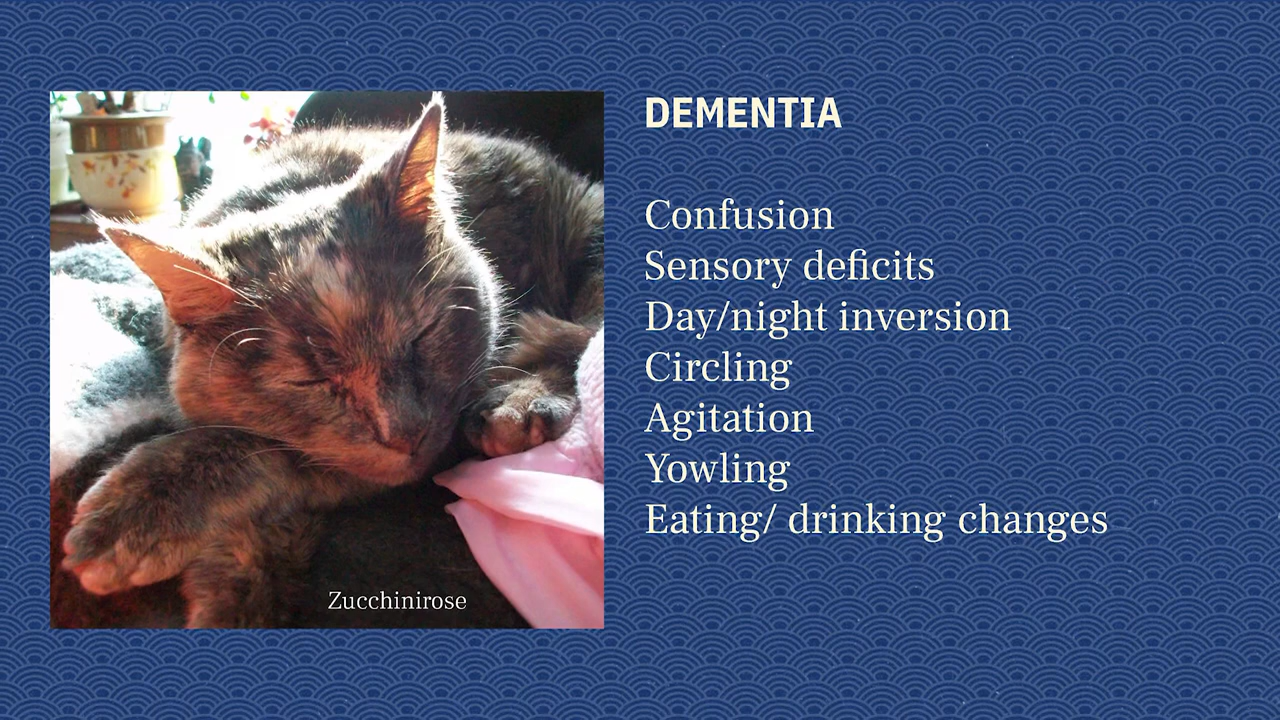 DEMENTIA
Confusion
Sensory deficits
Day/night inversion
Circling
Agitation
Yowling
Eating/ drinking changes
Zucchinirose